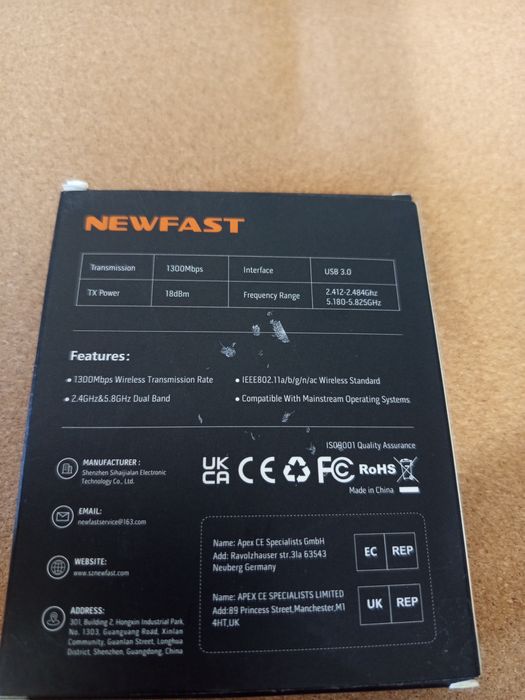 NEWFAST
Transmission 1300Mbps Interface USB 3.0
TX Power 18dBm Frequency Range 2.412-2.484Ghz
5.180-5.825GHz
Features:
• 1300Mbps Wireless Transmission Rate
• IEEE802.11a/b/g/n/ac Wireless Standard
• 2.4GHz&5.8GHz Dual Band
• Compatible With Mainstream Operating Systems
ISO9001 Quality Assurance
UK
CA CE FC RoHS
Made in China
MANUFACTURER :
Shenzhen Sihaijialian Electronic
Technology Co., Ltd.
EMAIL:
newfastservice@163.com
WEBSITE:
www.sznewfast.com
ADDRESS:
301, Building 2, Hongxin Industrial Park,
No. 1303, Guanguang Road, Xinlan
Community, Guanlan Street, Longhua
District, Shenzhen, Guangdong, China
Name: Apex CE Specialists GmbH
Add: Ravolzhauser str.3la 63543
Neuberg Germany
EC REP
Name: APEX CE SPECIALISTS LIMITED
Add:89 Princess Street,Manchester,M1
4HT,UK
UK REP